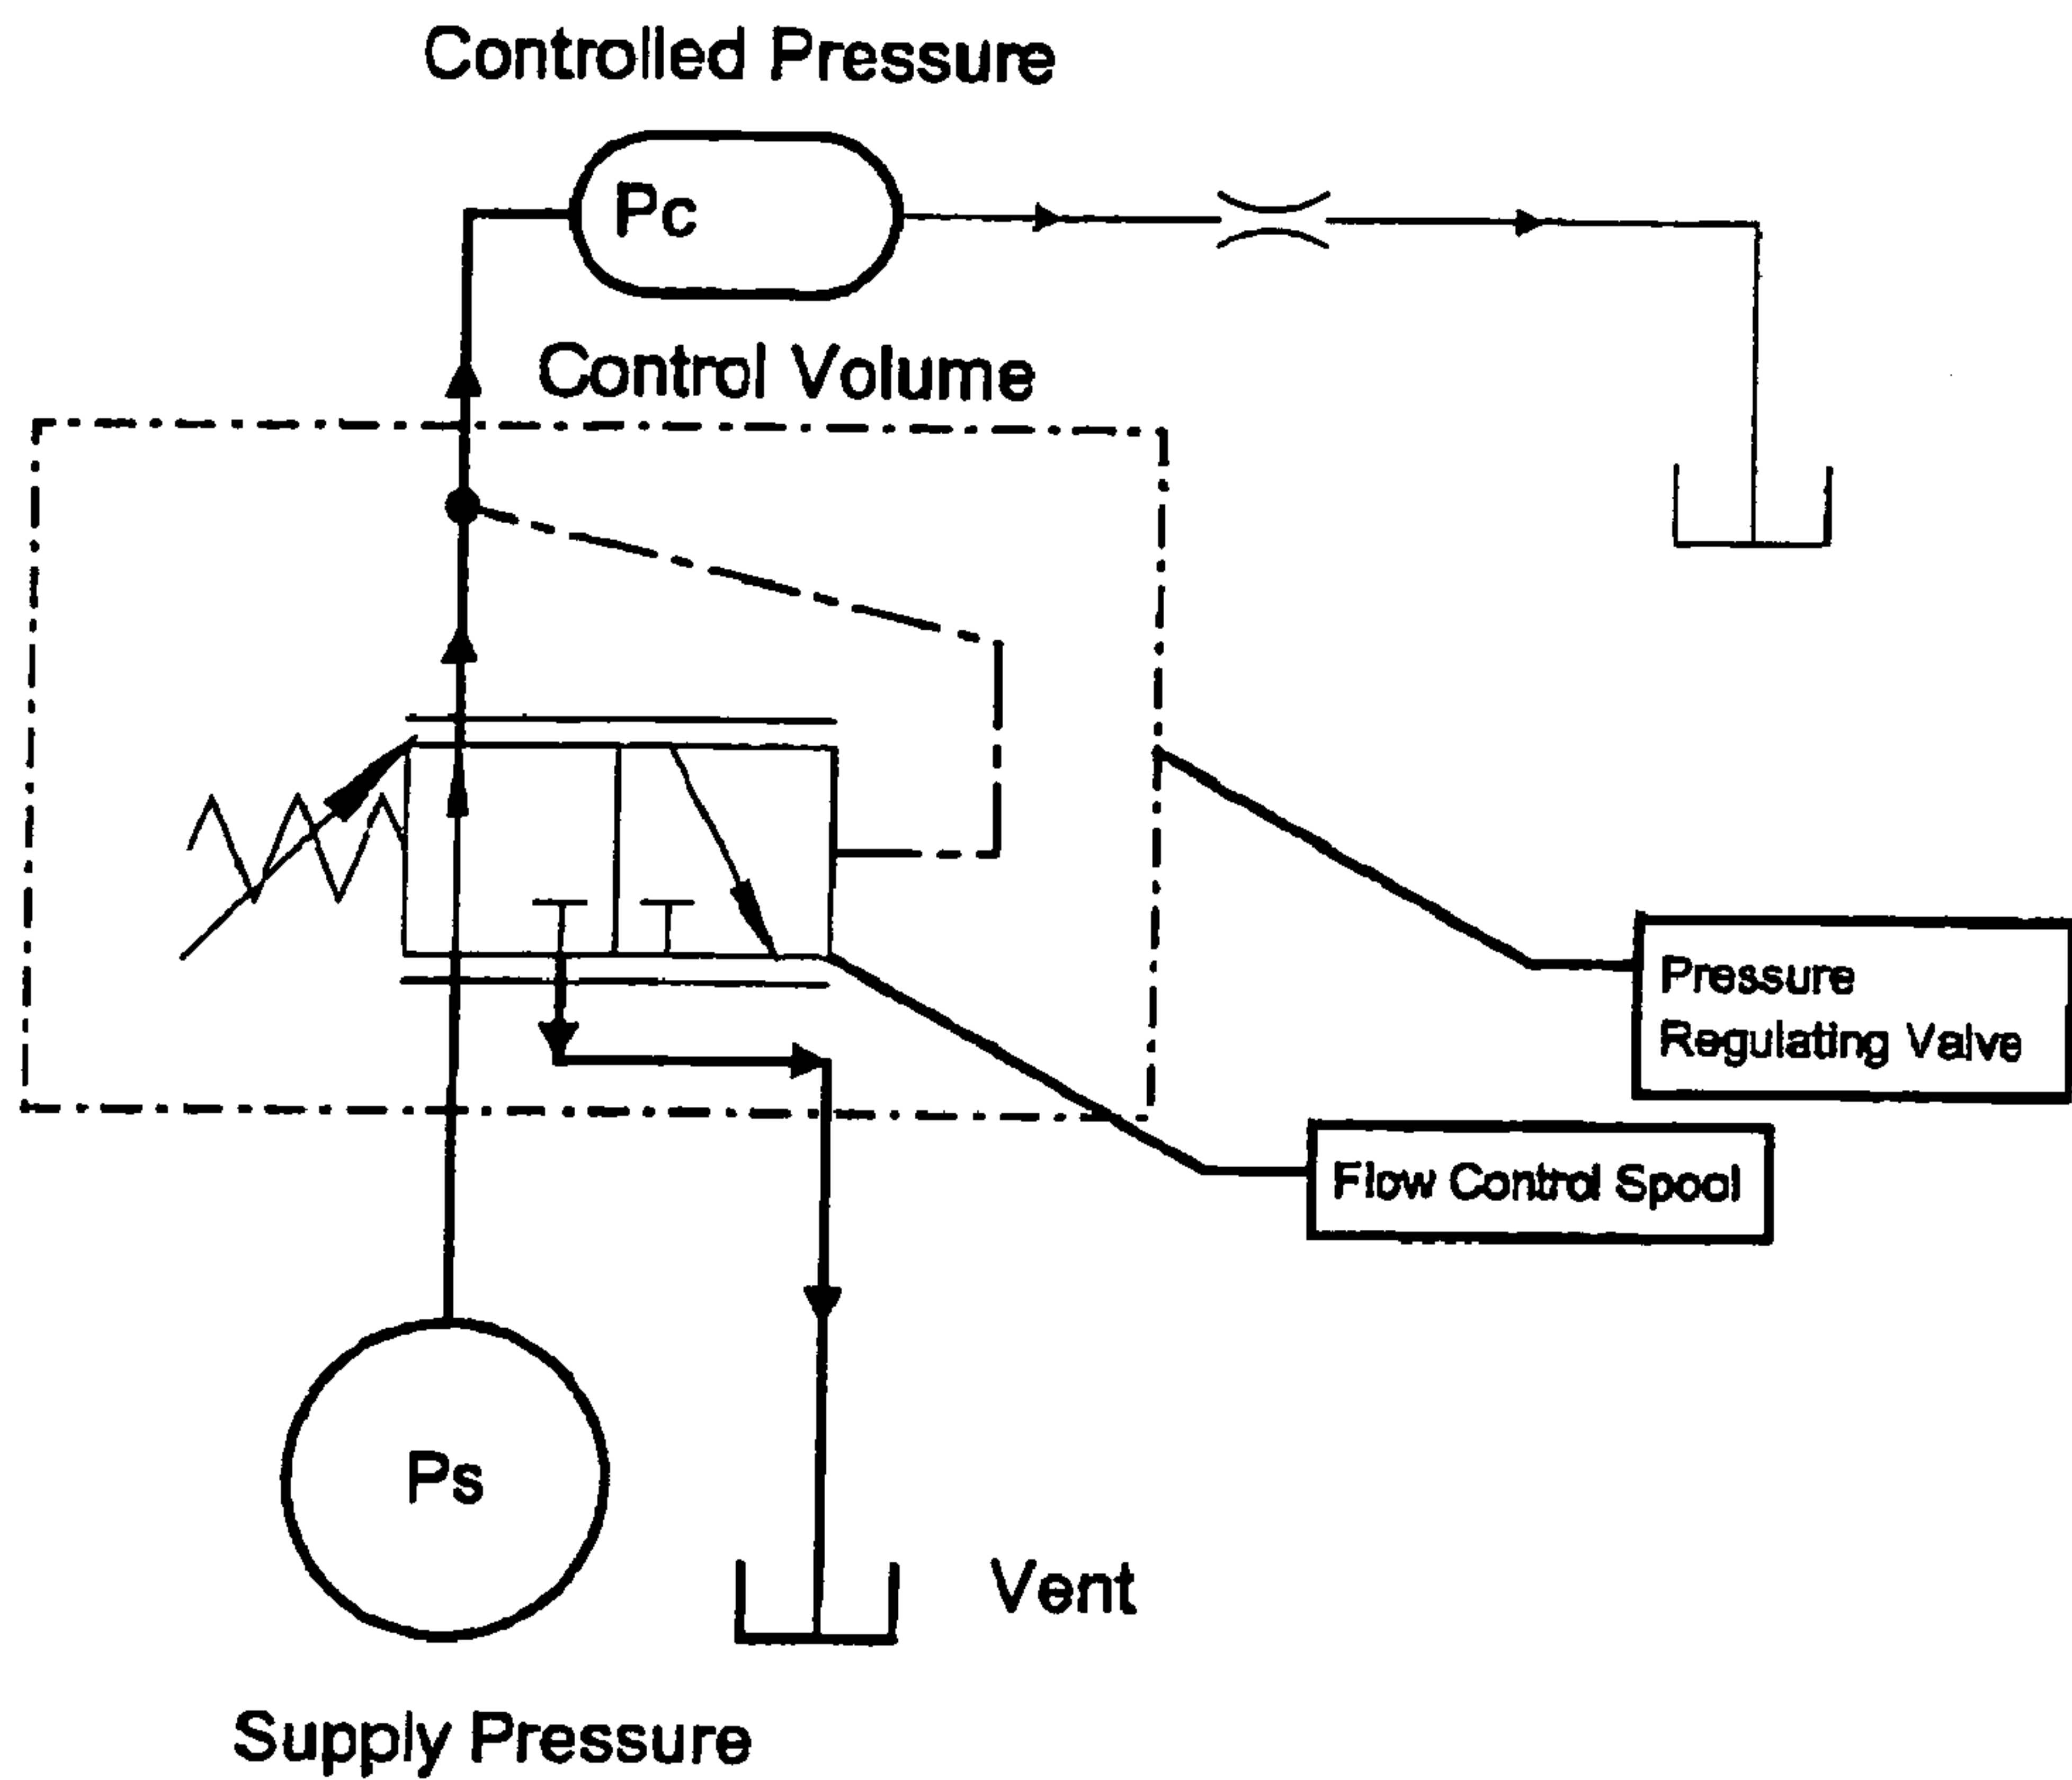 Controlled Pressure
Pc
Control Volume
Pressure
Regulating Valve
Flow Control Spool
Ps
Vent
Supply Pressure